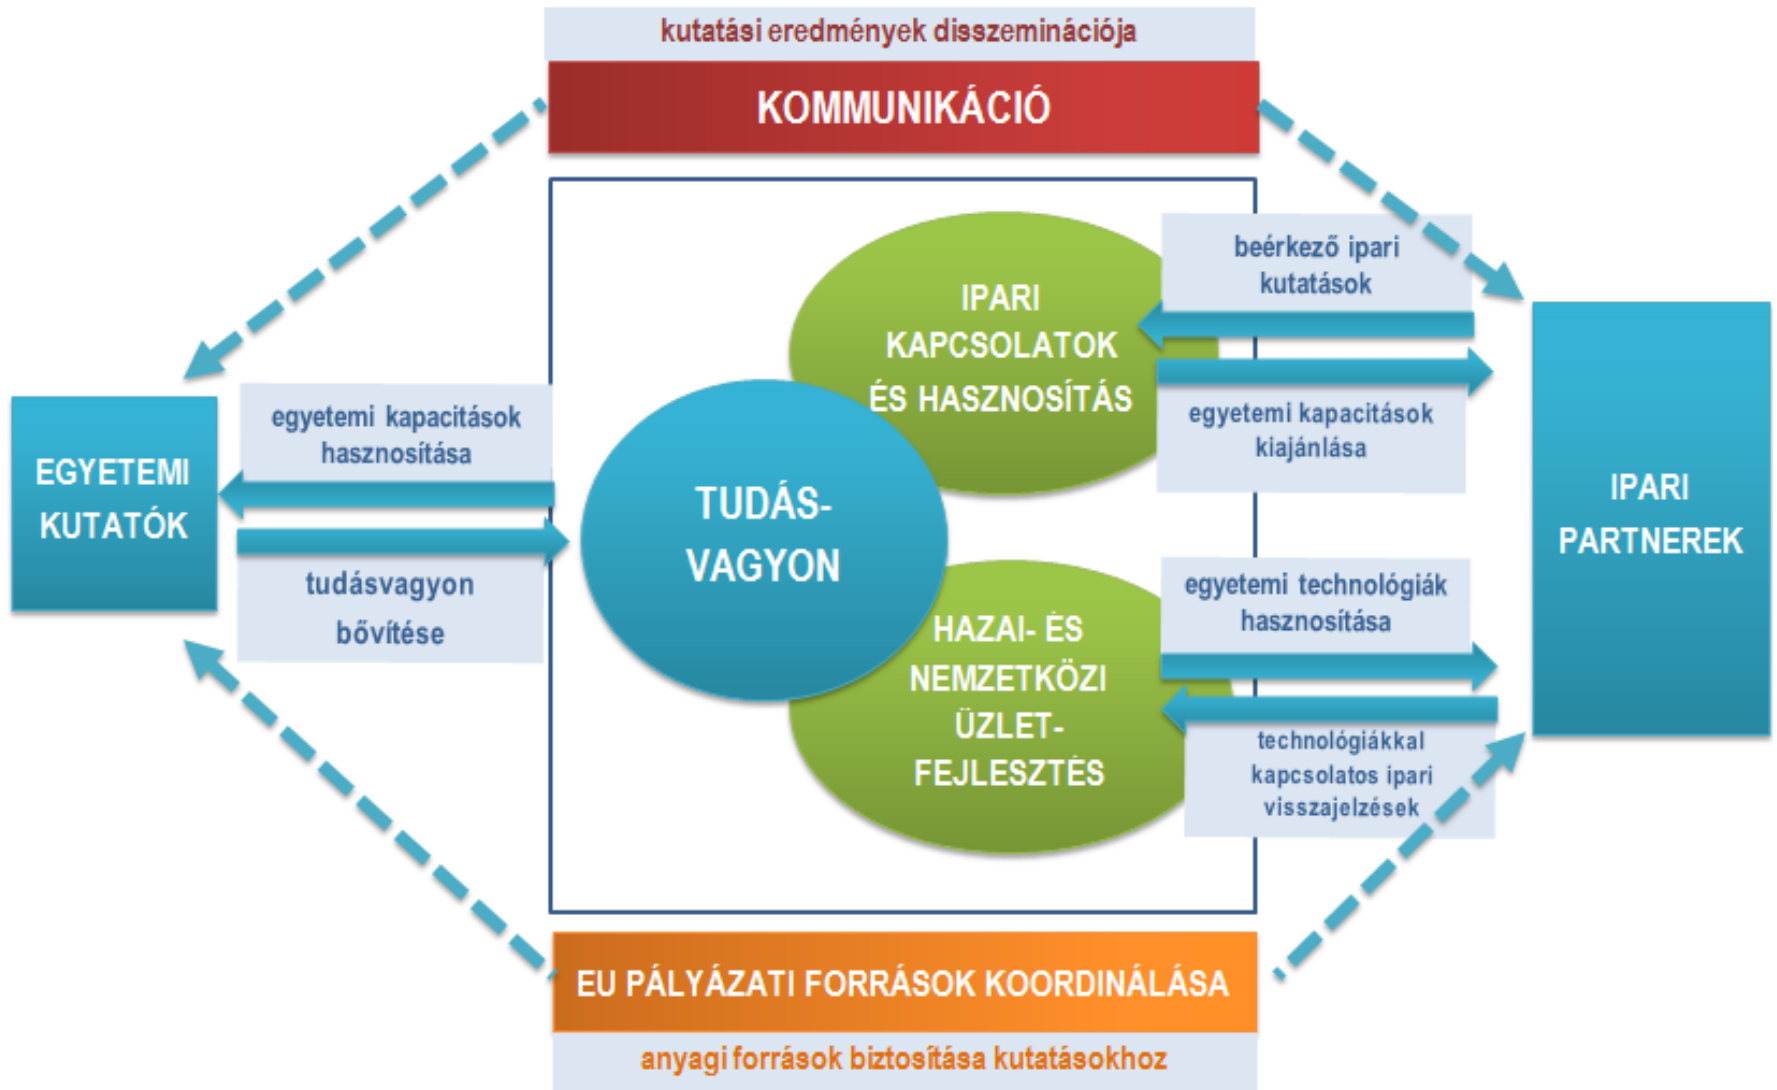 kutatási eredmények disszeminációja
KOMMUNIKÁCIÓ
beérkező ipari
kutatások
IPARI
KAPCSOLATOK
ÉS HASZNOSÍTÁS
egyetemi kapacitások
kiajánlása
egyetemi kapacitások
hasznosítása
EGYETEMI
KUTATÓK
tudásvagyon
bővítése
TUDÁS-
VAGYON
IPARI
PARTNEREK
egyetemi technológiák
hasznosítása
HAZAI- ÉS
NEMZETKÖZI
ÜZLET-
FEJLESZTÉS
technológiákkal
kapcsolatos ipari
visszajelzések
EU PÁLYÁZATI FORRÁSOK KOORDINÁLÁSA
anyagi források biztosítása kutatásokhoz